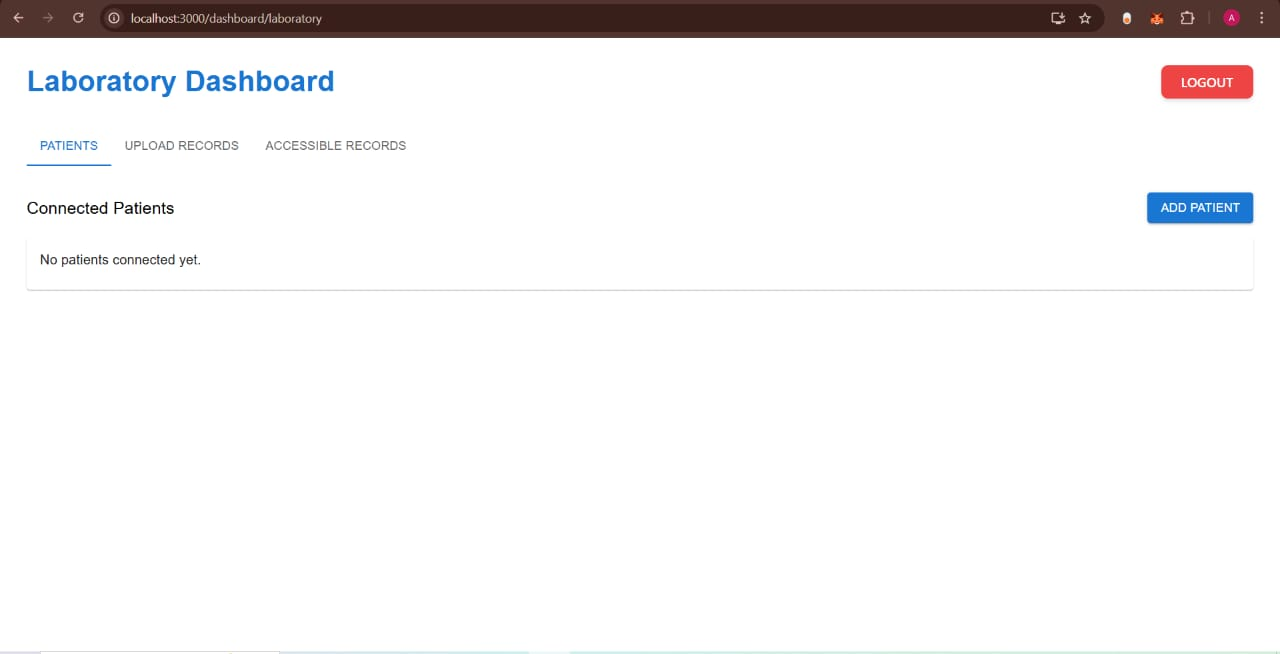 localhost:3000/dashboard/laboratory
A
Laboratory Dashboard
LOGOUT
PATIENTS UPLOAD RECORDS ACCESSIBLE RECORDS
Connected Patients
ADD PATIENT
No patients connected yet.